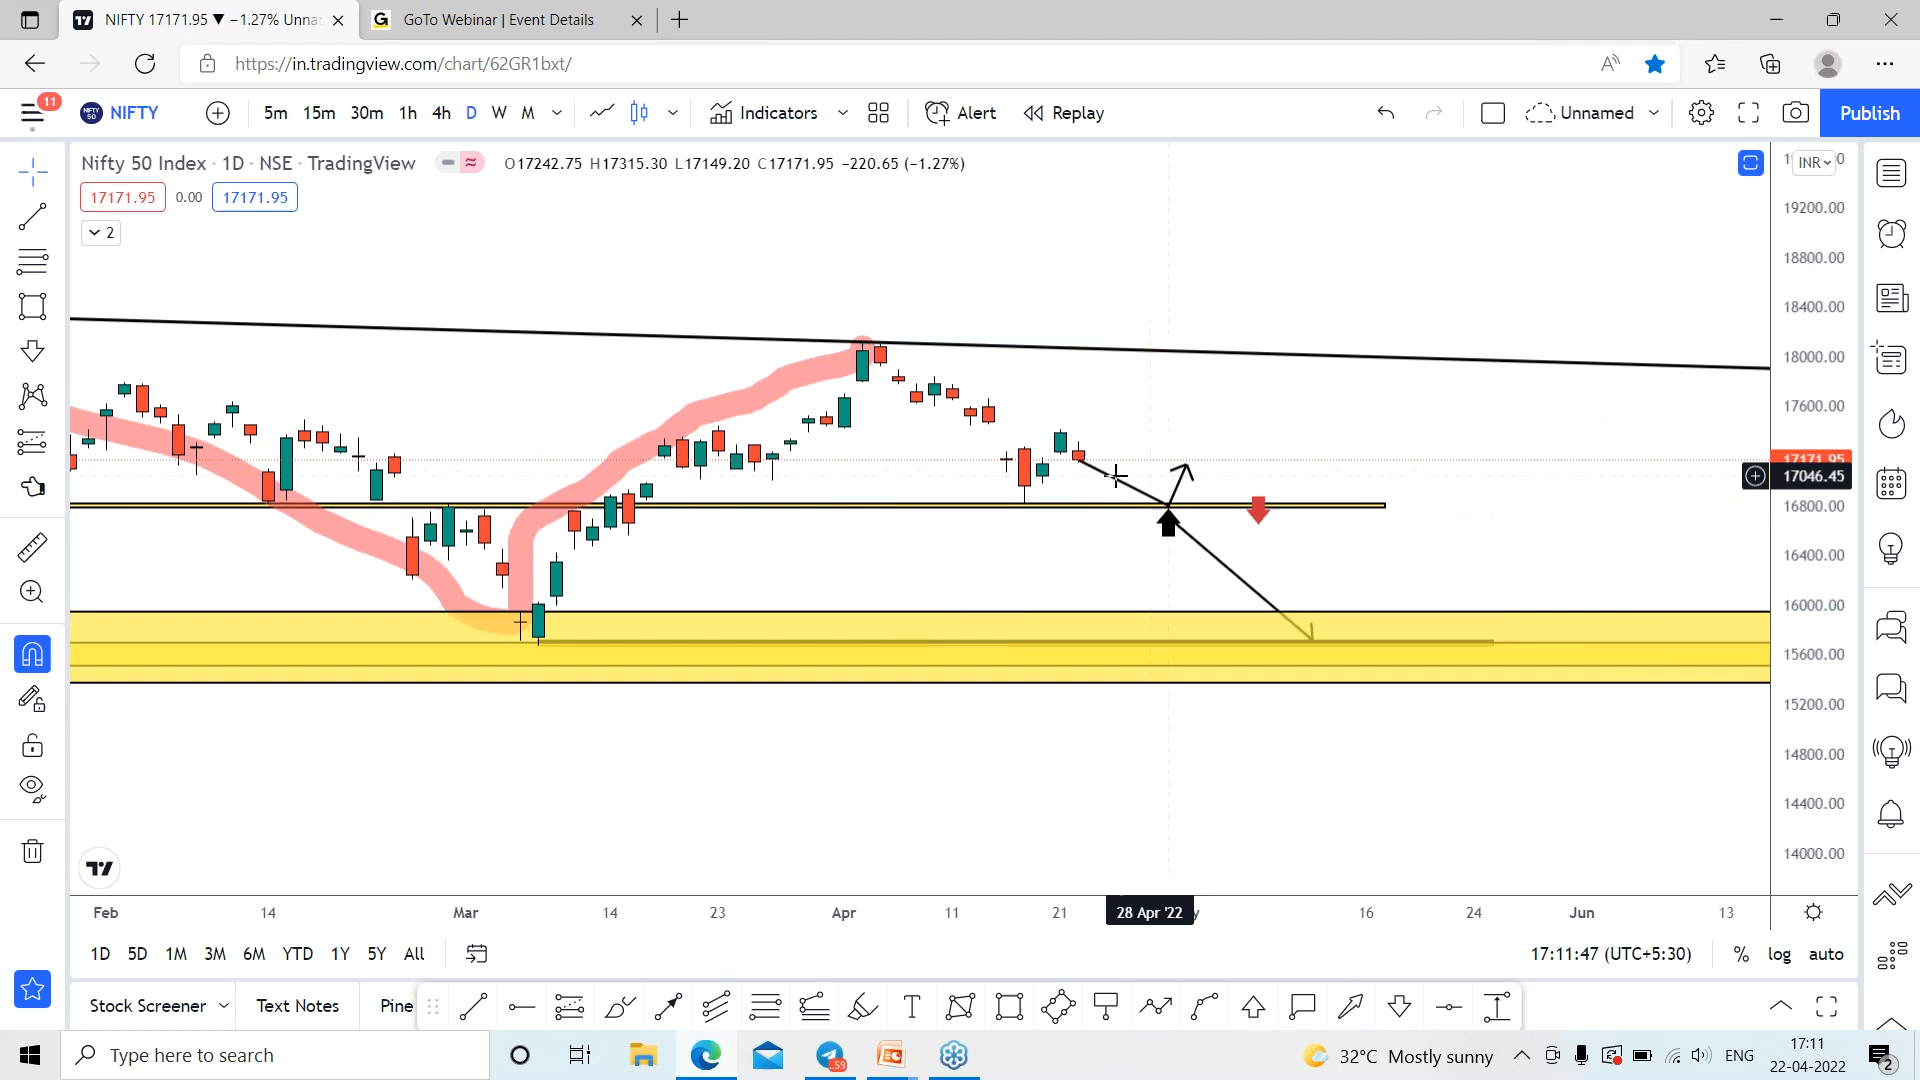 NIFTY 17171.95 ▼ −1.27% Unna
GoTo Webinar | Event Details
https://in.tradingview.com/chart/62GR1bxt/
11
NIFTY 50
NIFTY
5m 15m 30m 1h 4h D W M
Indicators
Alert
Replay
Unnamed
Publish
Nifty 50 Index · 1D · NSE · TradingView
O17242.75 H17315.30 L17149.20 C17171.95 −220.65 (−1.27%)
INR
17171.95 0.00 17171.95
2
19200.00
18800.00
18400.00
18000.00
17600.00
17171.95
17046.45
16800.00
16400.00
16000.00
15600.00
15200.00
14800.00
14400.00
14000.00
Feb 14 Mar 14 23 Apr 11 21 28 Apr '22 16 24 Jun 13
1D 5D 1M 3M 6M YTD 1Y 5Y All
17:11:47 (UTC+5:30) % log auto
Stock Screener Text Notes Pine
Type here to search
59
32°C Mostly sunny
ENG
17:11
22-04-2022
2